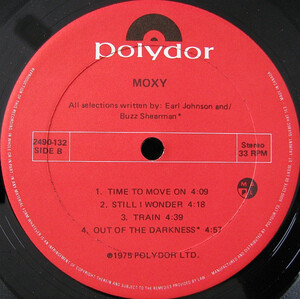 polydor
MOXY
All selections written by: Earl Johnson and/
Buzz Shearman*
2480-132
SIDE B
Stereo
33 RPM
1. TIME TO MOVE ON 4:09
2. STILL I WONDER 4:18
3. TRAIN 4:39
4. OUT OF THE DARKNESS* 4:57
℗1975 POLYDOR LTD.